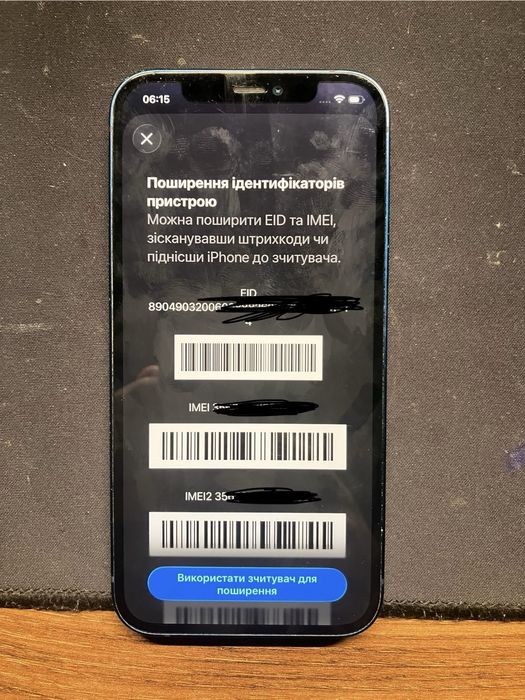 06:15
Поширення ідентифікаторів
пристрою
Можна поширити EID та IMEI,
зісканувавши штрихкоди чи
піднісши iPhone до зчитувача.
EID
IMEI
IMEI2 35
Використати зчитувач для
поширення